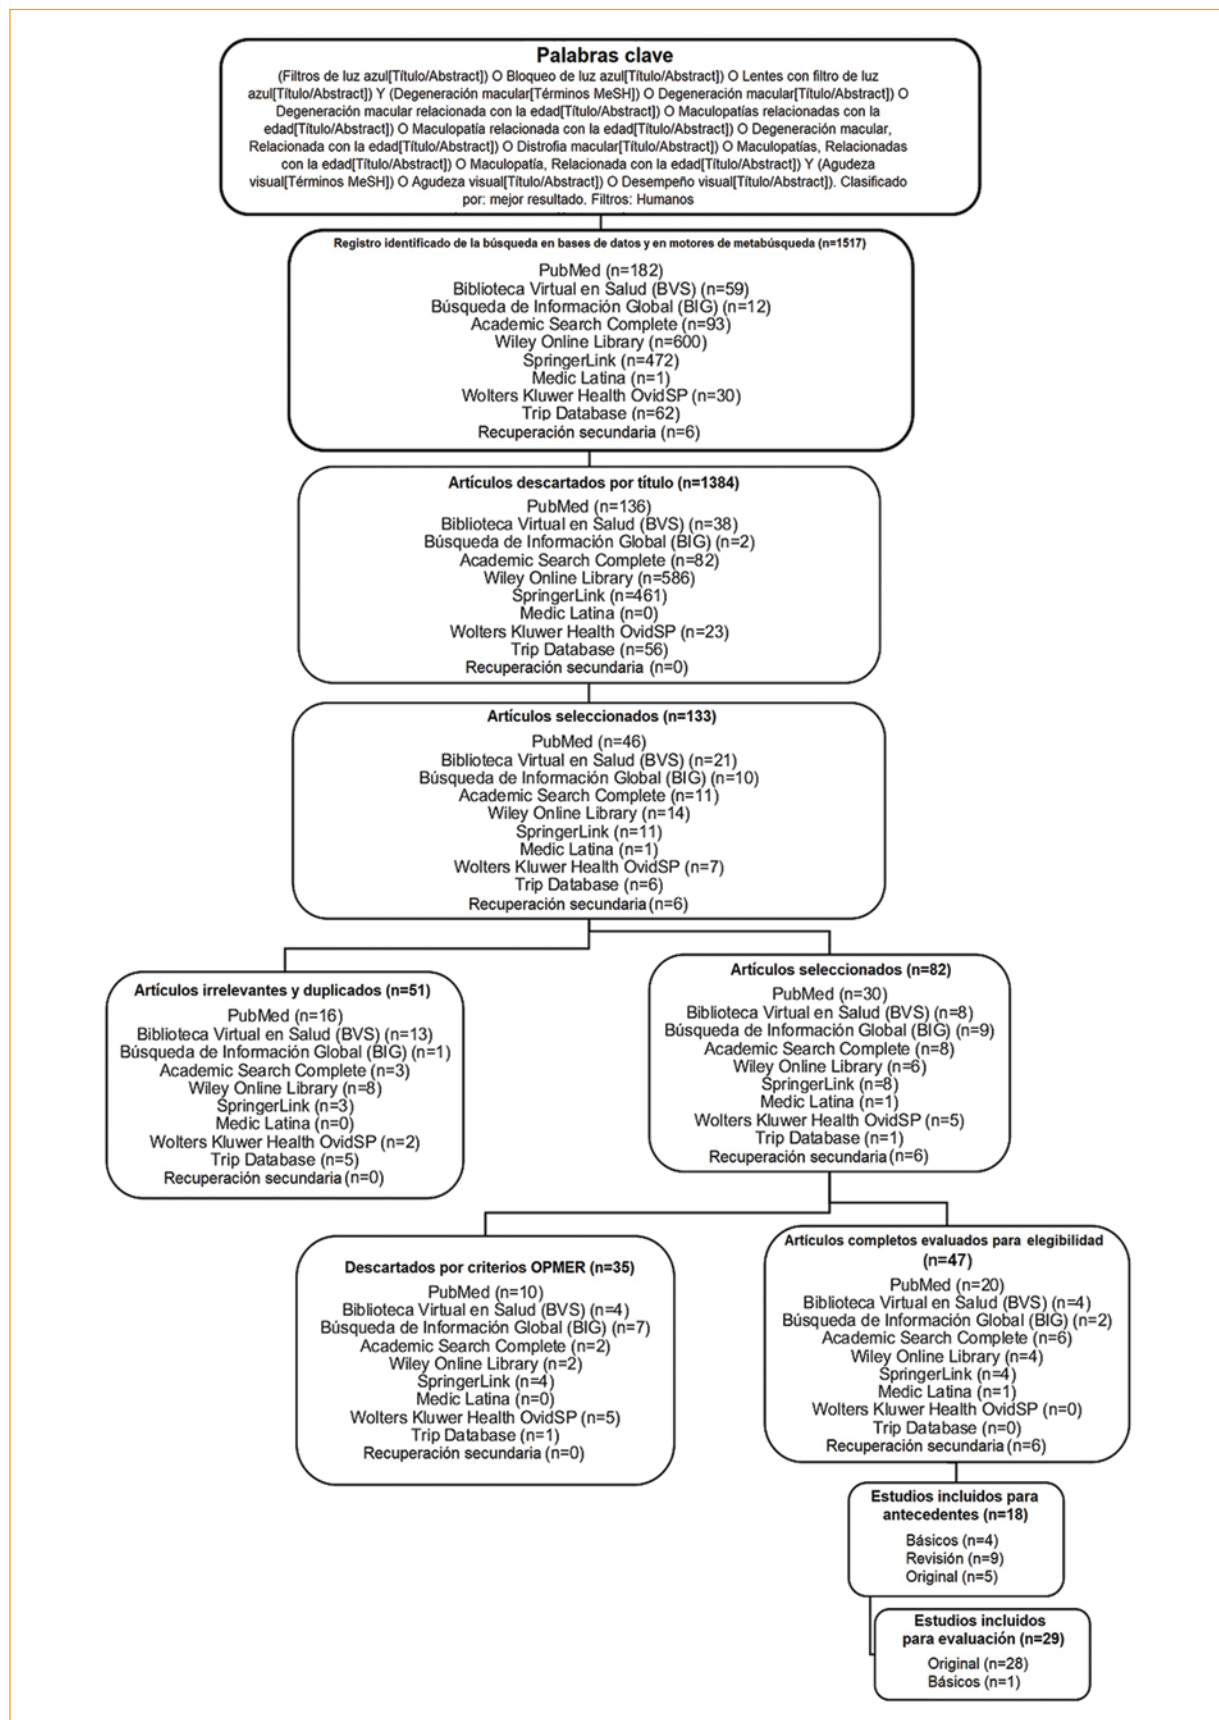 Palabras clave
(Filtros de luz azul[Título/Abstract]) O Bloqueo de luz azul[Título/Abstract]) O Lentes con filtro de luz
azul[Título/Abstract]) Y (Degeneración macular[Términos MeSH]) O Degeneración macular[Título/Abstract]) O
Degeneración macular relacionada con la edad[Título/Abstract]) O Maculopatías relacionadas con la
edad[Título/Abstract]) O Maculopatía relacionada con la edad[Título/Abstract]) O Degeneración macular,
Relacionada con la edad[Título/Abstract]) O Distrofia macular[Título/Abstract]) O Maculopatías, Relacionadas
con la edad[Título/Abstract]) O Maculopatía, Relacionada con la edad[Título/Abstract]) Y (Agudeza
visual[Términos MeSH]) O Agudeza visual[Título/Abstract]) O Desempeño visual[Título/Abstract]). Clasificado
por: mejor resultado. Filtros: Humanos
Registro identificado de la búsqueda en bases de datos y en motores de metabúsqueda (n=1517)
PubMed (n=182)
Biblioteca Virtual en Salud (BVS) (n=59)
Búsqueda de Información Global (BIG) (n=12)
Academic Search Complete (n=93)
Wiley Online Library (n=600)
SpringerLink (n=472)
Medic Latina (n=1)
Wolters Kluwer Health OvidSP (n=30)
Trip Database (n=62)
Recuperación secundaria (n=6)
Artículos descartados por título (n=1384)
PubMed (n=136)
Biblioteca Virtual en Salud (BVS) (n=38)
Búsqueda de Información Global (BIG) (n=2)
Academic Search Complete (n=82)
Wiley Online Library (n=586)
SpringerLink (n=461)
Medic Latina (n=0)
Wolters Kluwer Health OvidSP (n=23)
Trip Database (n=56)
Recuperación secundaria (n=0)
Artículos seleccionados (n=133)
PubMed (n=46)
Biblioteca Virtual en Salud (BVS) (n=21)
Búsqueda de Información Global (BIG) (n=10)
Academic Search Complete (n=11)
Wiley Online Library (n=14)
SpringerLink (n=11)
Medic Latina (n=1)
Wolters Kluwer Health OvidSP (n=7)
Trip Database (n=6)
Recuperación secundaria (n=6)
Artículos irrelevantes y duplicados (n=51)
PubMed (n=16)
Biblioteca Virtual en Salud (BVS) (n=13)
Búsqueda de Información Global (BIG) (n=1)
Academic Search Complete (n=3)
Wiley Online Library (n=8)
SpringerLink (n=3)
Medic Latina (n=0)
Wolters Kluwer Health OvidSP (n=2)
Trip Database (n=5)
Recuperación secundaria (n=0)
Artículos seleccionados (n=82)
PubMed (n=30)
Biblioteca Virtual en Salud (BVS) (n=8)
Búsqueda de Información Global (BIG) (n=9)
Academic Search Complete (n=8)
Wiley Online Library (n=6)
SpringerLink (n=8)
Medic Latina (n=1)
Wolters Kluwer Health OvidSP (n=5)
Trip Database (n=1)
Recuperación secundaria (n=6)
Descartados por criterios OPMER (n=35)
PubMed (n=10)
Biblioteca Virtual en Salud (BVS) (n=4)
Búsqueda de Información Global (BIG) (n=7)
Academic Search Complete (n=2)
Wiley Online Library (n=2)
SpringerLink (n=4)
Medic Latina (n=0)
Wolters Kluwer Health OvidSP (n=5)
Trip Database (n=1)
Recuperación secundaria (n=0)
Artículos completos evaluados para elegibilidad
(n=47)
PubMed (n=20)
Biblioteca Virtual en Salud (BVS) (n=4)
Búsqueda de Información Global (BIG) (n=2)
Academic Search Complete (n=6)
Wiley Online Library (n=4)
SpringerLink (n=4)
Medic Latina (n=1)
Wolters Kluwer Health OvidSP (n=0)
Trip Database (n=0)
Recuperación secundaria (n=6)
Estudios incluidos para
antecedentes (n=18)
Básicos (n=4)
Revisión (n=9)
Original (n=5)
Estudios incluidos
para evaluación (n=29)
Original (n=28)
Básicos (n=1)